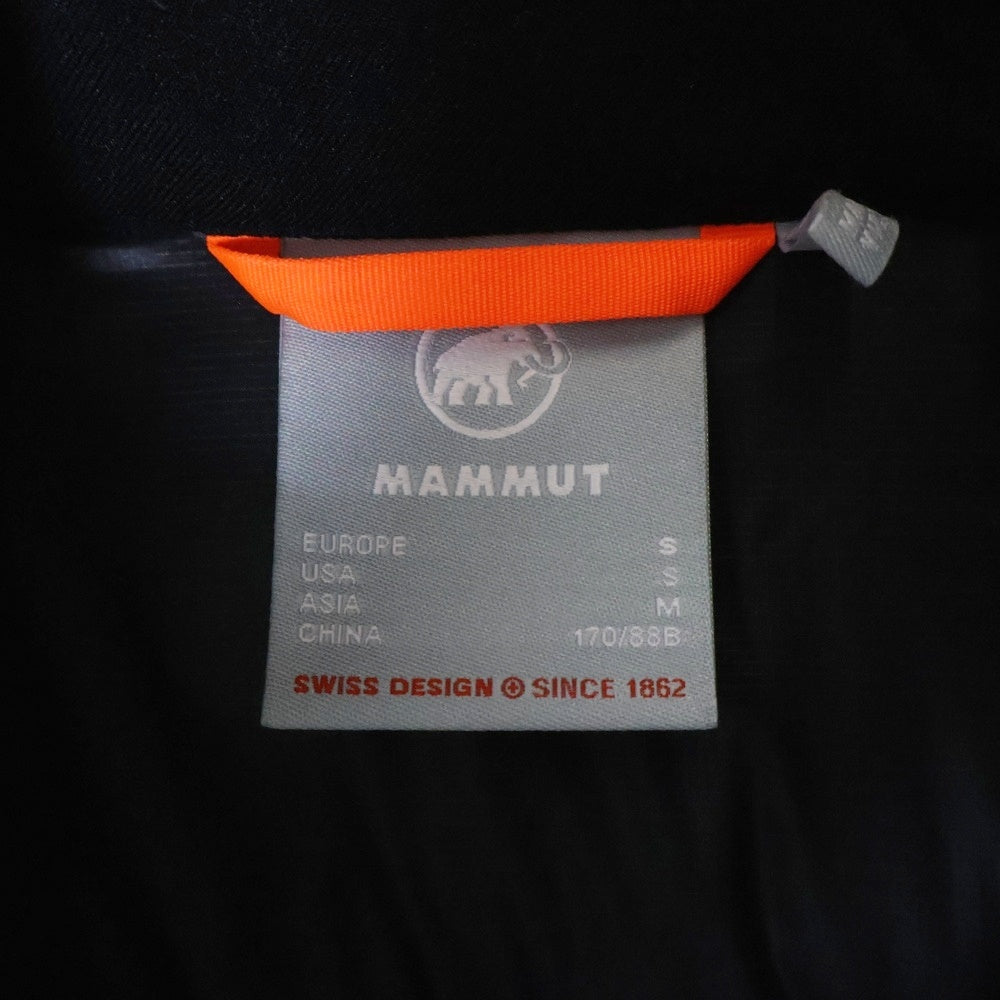 MAMMUT
EUROPE S
USA S
ASIA M
CHINA 170/88B
SWISS DESIGN SINCE 1862